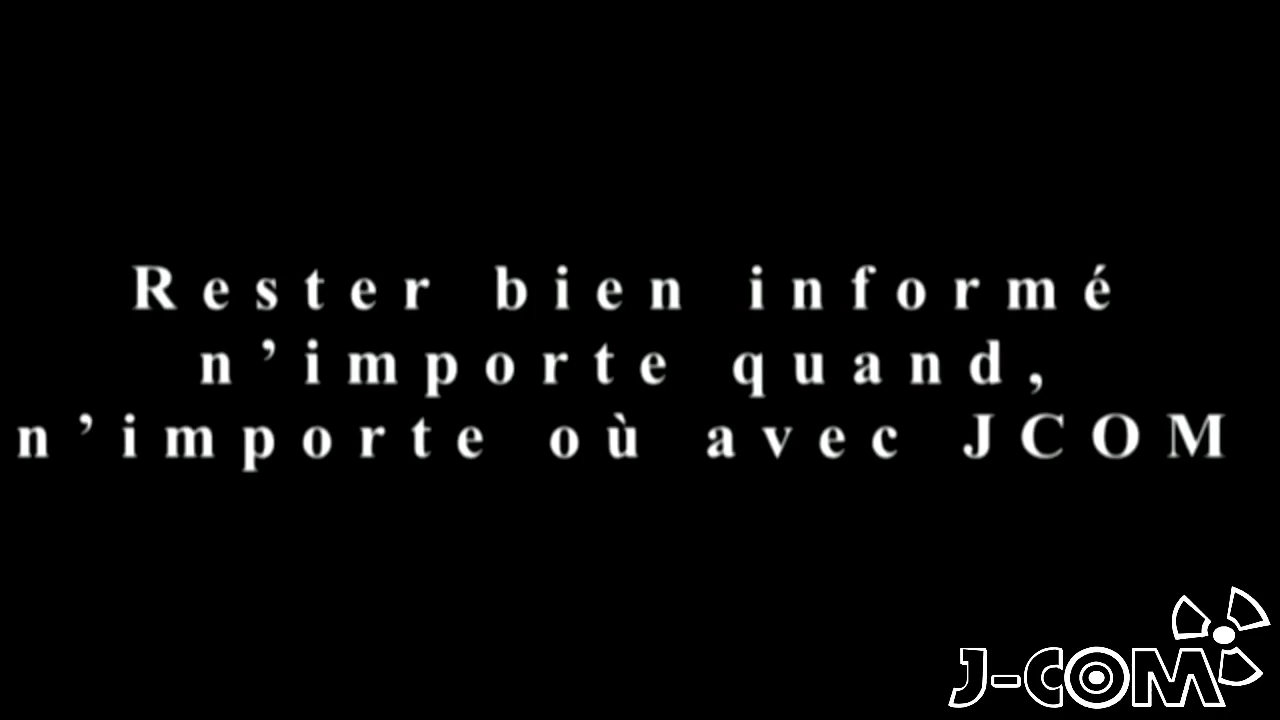 Rester bien informé
n’importe quand,
n’importe où avec JCOM
J-COM